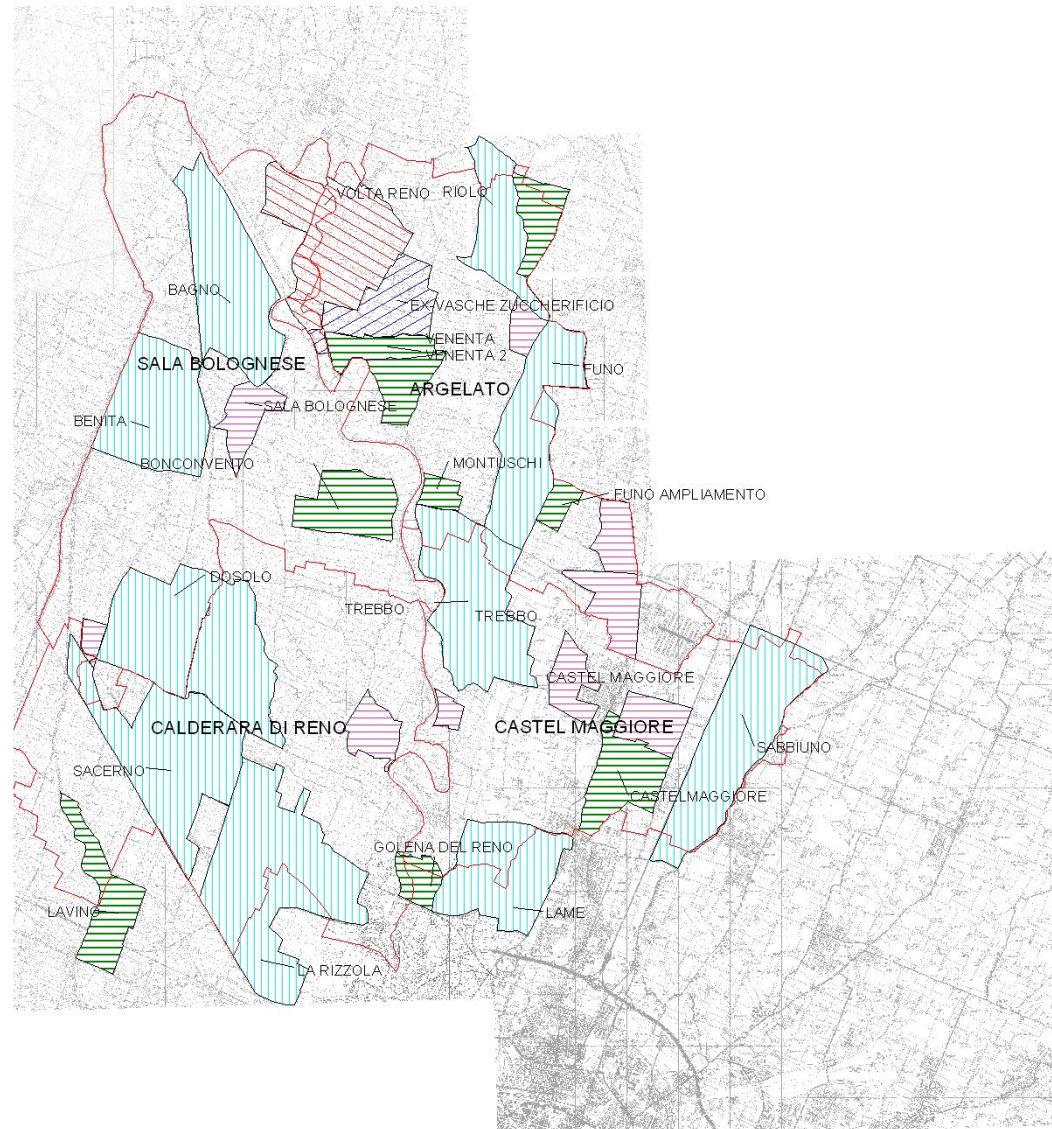 VOLTA RENO
RIOLO
BAGNO
EX-VASCHE ZUCCHERIFICIO
VENENTA
VENENTA 2
SALA BOLOGNESE
FUNO
ARGELATO
SALA BOLOGNESE
BENITA
BONCONVENTO
MONTUSCHI
FUNO AMPLIAMENTO
DOSOLO
TREBBO
TREBBO
CASTEL MAGGIORE
CALDERARA DI RENO
CASTEL MAGGIORE
SABBIUNO
SACERNO
CASTELMAGGIORE
GOLENA DEL RENO
LAVINO
LAME
LA RIZZOLA